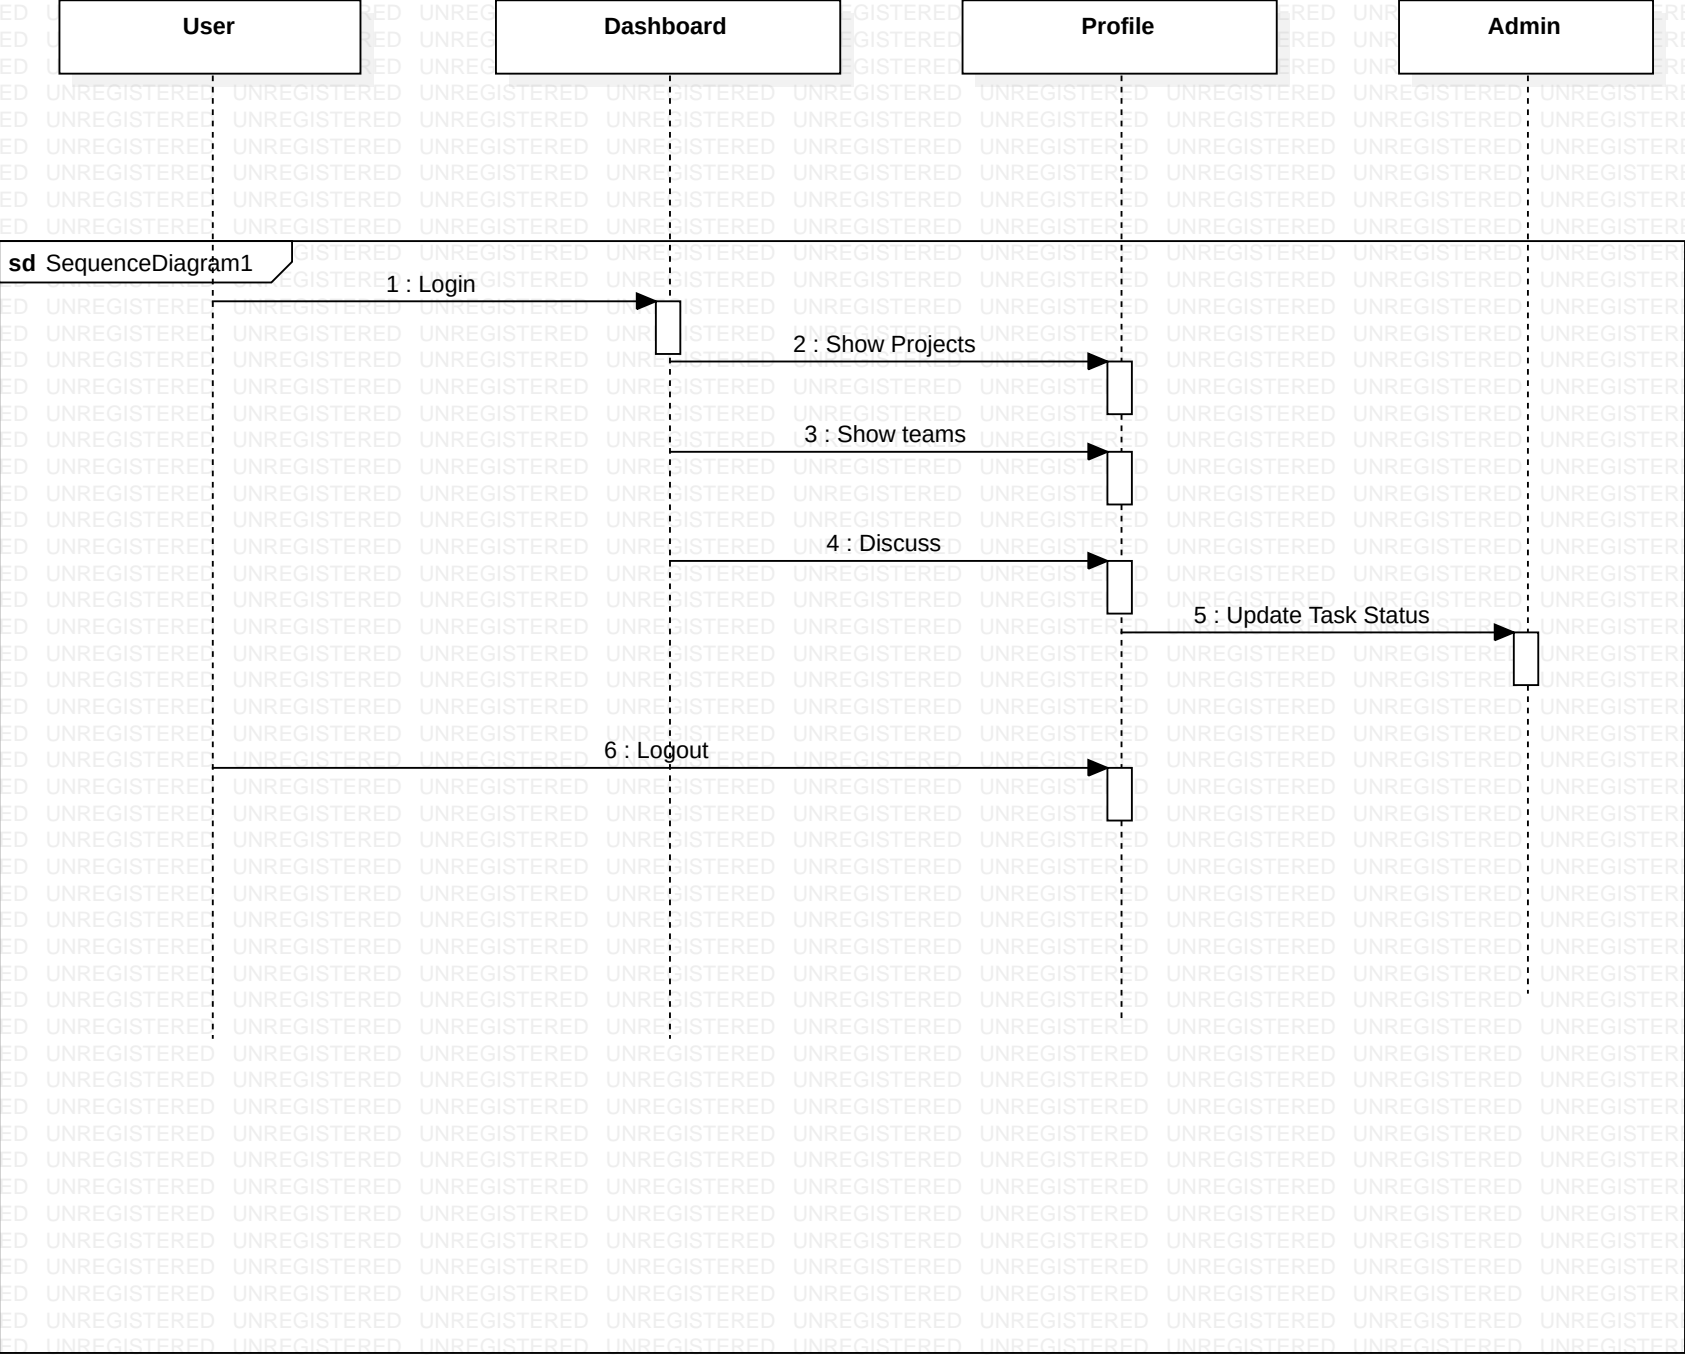 User
Dashboard
Profile
Admin
sd SequenceDiagram1
1 : Login
2 : Show Projects
3 : Show teams
4 : Discuss
5 : Update Task Status
6 : Logout
UNREGISTERED